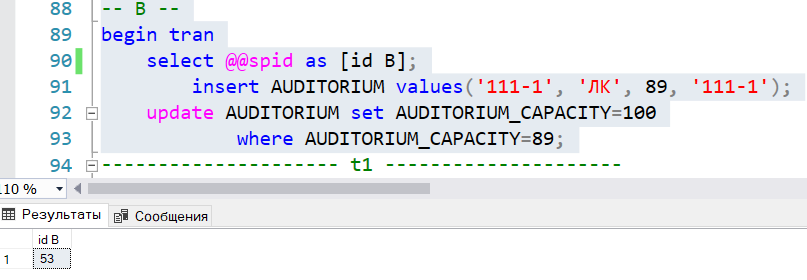 88 -- B --
89 begin tran
90 select @@spid as [id B];
91 insert AUDITORIUM values('111-1', 'ЛК', 89, '111-1');
92 update AUDITORIUM set AUDITORIUM_CAPACITY=100
93 where AUDITORIUM_CAPACITY=89;
94 --------------------- t1 ---------------------
110 %
Результаты Сообщения
id B
1 53